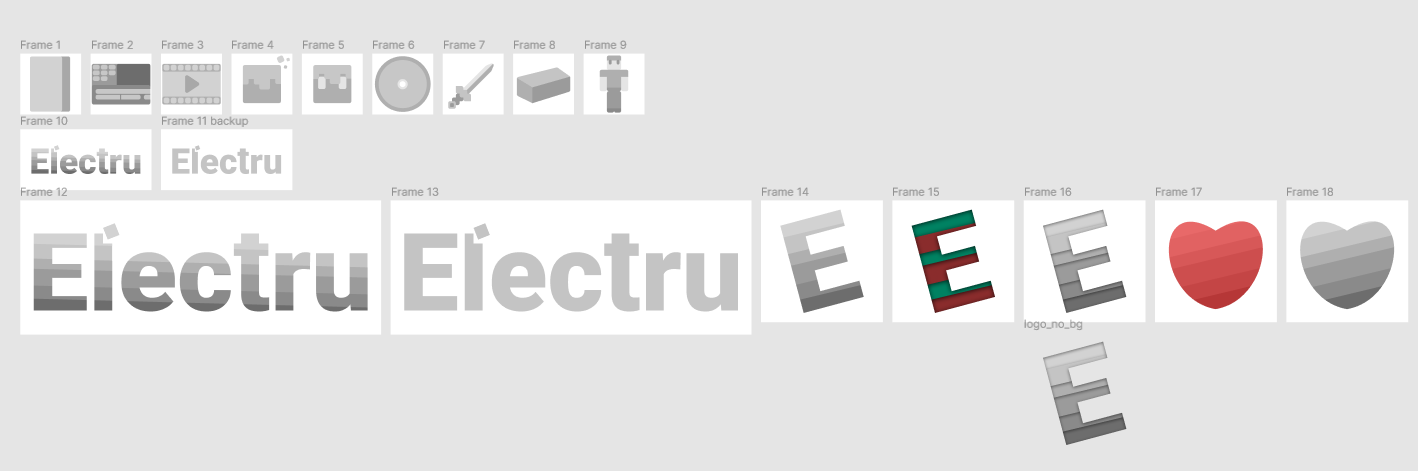 Frame 1 Frame 2 Frame 3 Frame 4 Frame 5 Frame 6 Frame 7 Frame 8 Frame 9
Frame 10 Frame 11 backup
Electru Electru
Frame 12 Frame 13 Frame 14 Frame 15 Frame 16 Frame 17 Frame 18
Electru Electru E E E
logo_no_bg
E